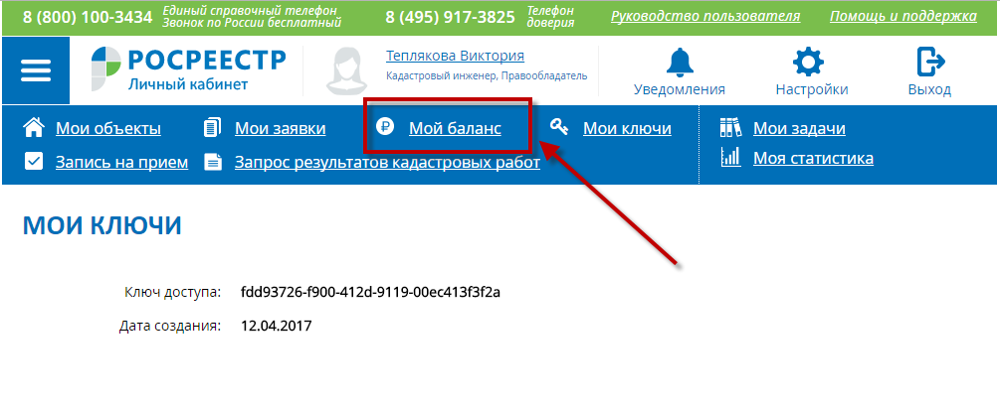 8 (800) 100-3434 Единый справочный телефон 8 (495) 917-3825 Телефон Руководство пользователя Помощь и поддержка
Звонок по России бесплатный доверия
РОСРЕЕСТР
Личный кабинет
Теплякова Виктория
Кадастровый инженер, Правообладатель
Уведомления Настройки Выход
Мои объекты Мои заявки Мой баланс Мои ключи Мои задачи
Запись на прием Запрос результатов кадастровых работ Моя статистика
МОИ КЛЮЧИ
Ключ доступа: fdd93726-f900-412d-9119-00ec413f3f2a
Дата создания: 12.04.2017